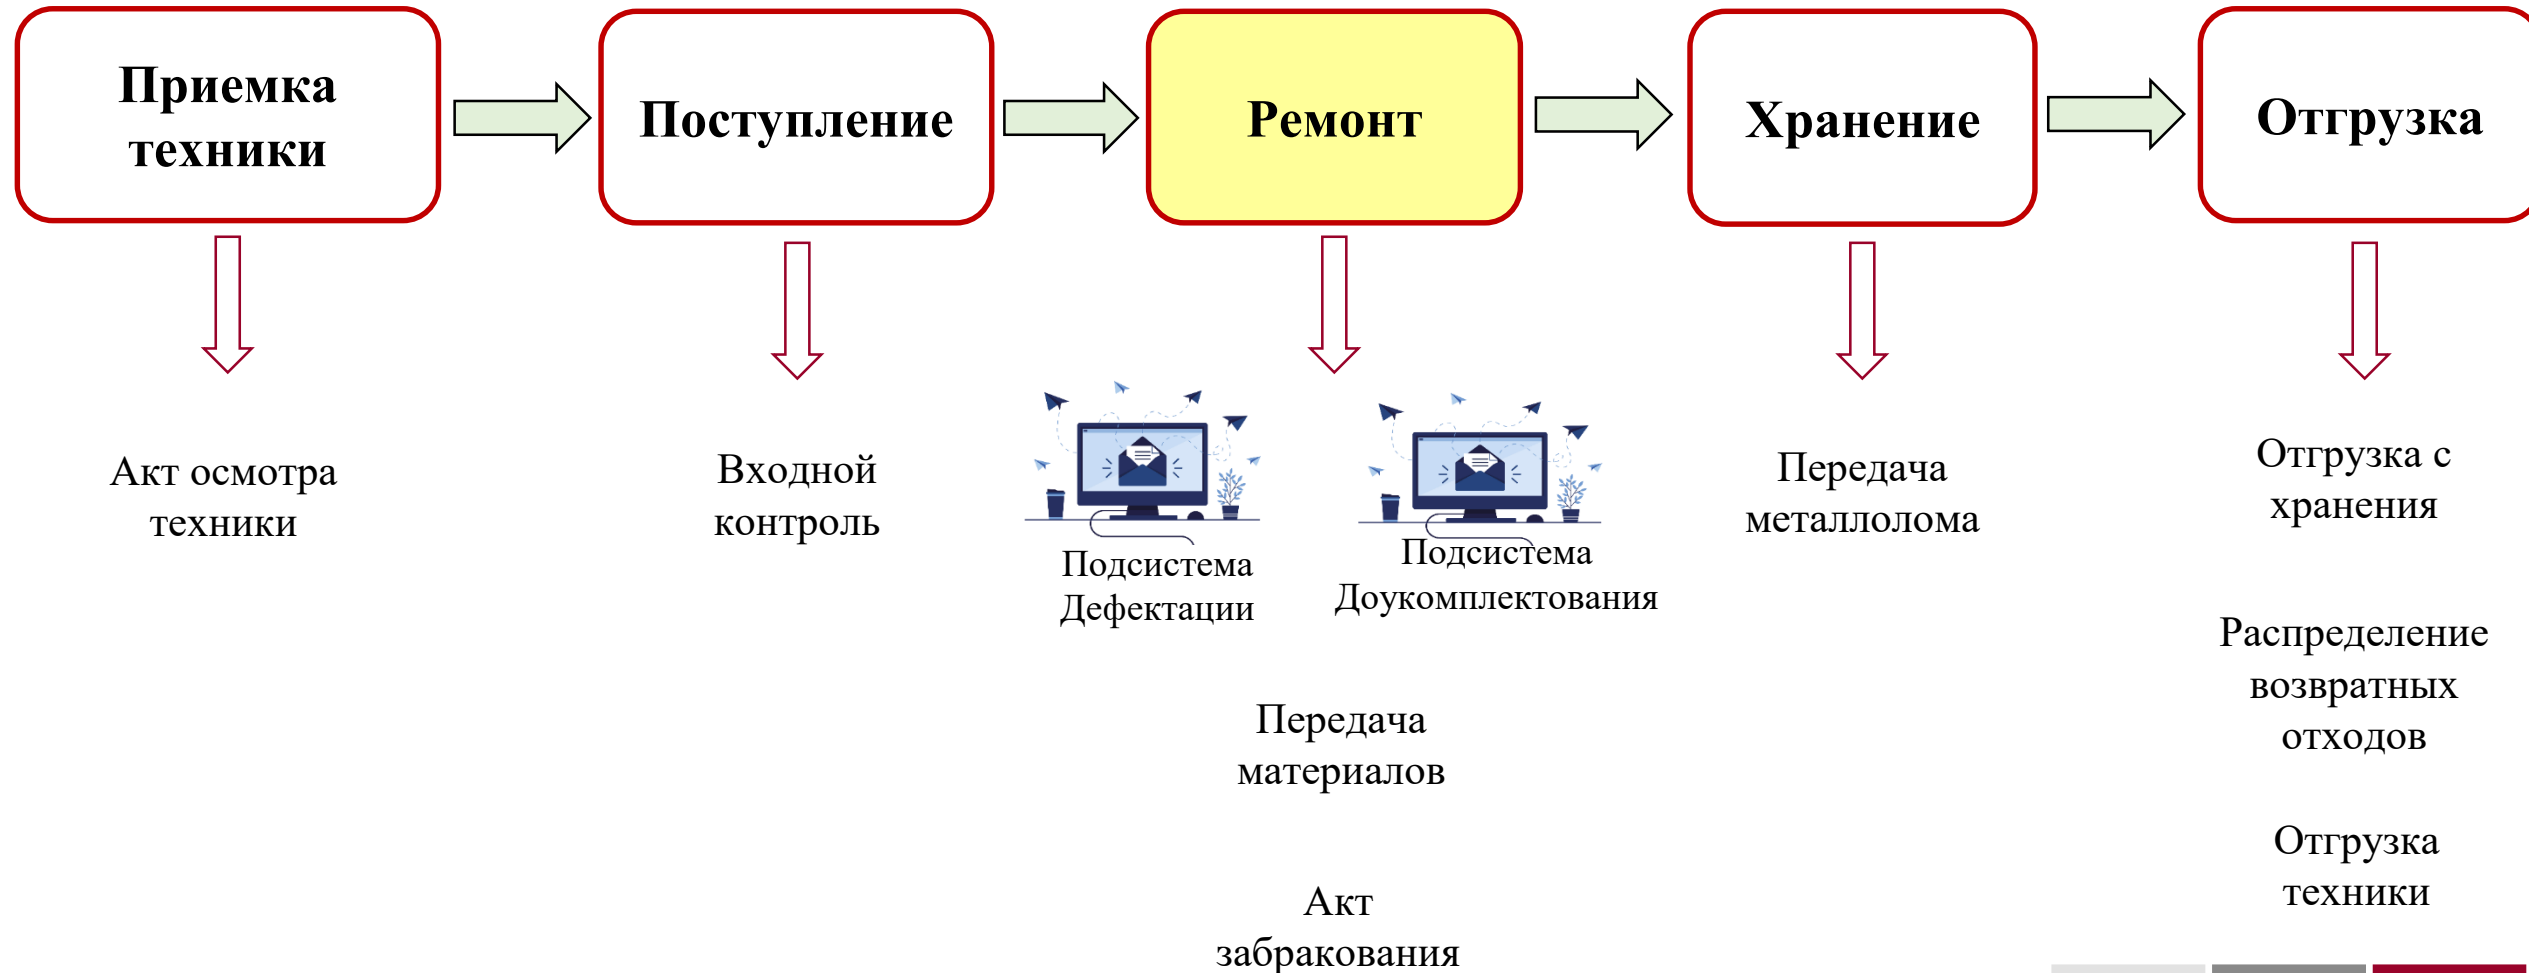 Приемка
техники
Поступление
Ремонт
Хранение
Отгрузка
Акт осмотра
техники
Входной
контроль
Подсистема
Дефектации
Подсистема
Доукомплектования
Передача
материалов
Акт
забракования
Передача
металлолома
Отгрузка с
хранения
Распределение
возвратных
отходов
Отгрузка
техники